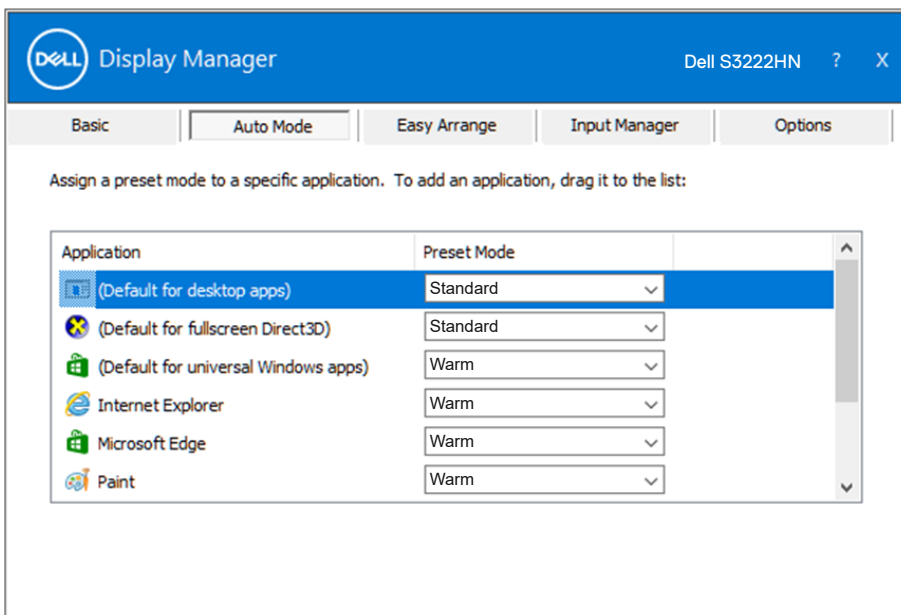 DELL Display Manager Dell S3222HN ? X
Basic Auto Mode Easy Arrange Input Manager Options
Assign a preset mode to a specific application. To add an application, drag it to the list:
Application Preset Mode
(Default for desktop apps) Standard
(Default for fullscreen Direct3D) Standard
(Default for universal Windows apps) Warm
Internet Explorer Warm
Microsoft Edge Warm
Paint Warm